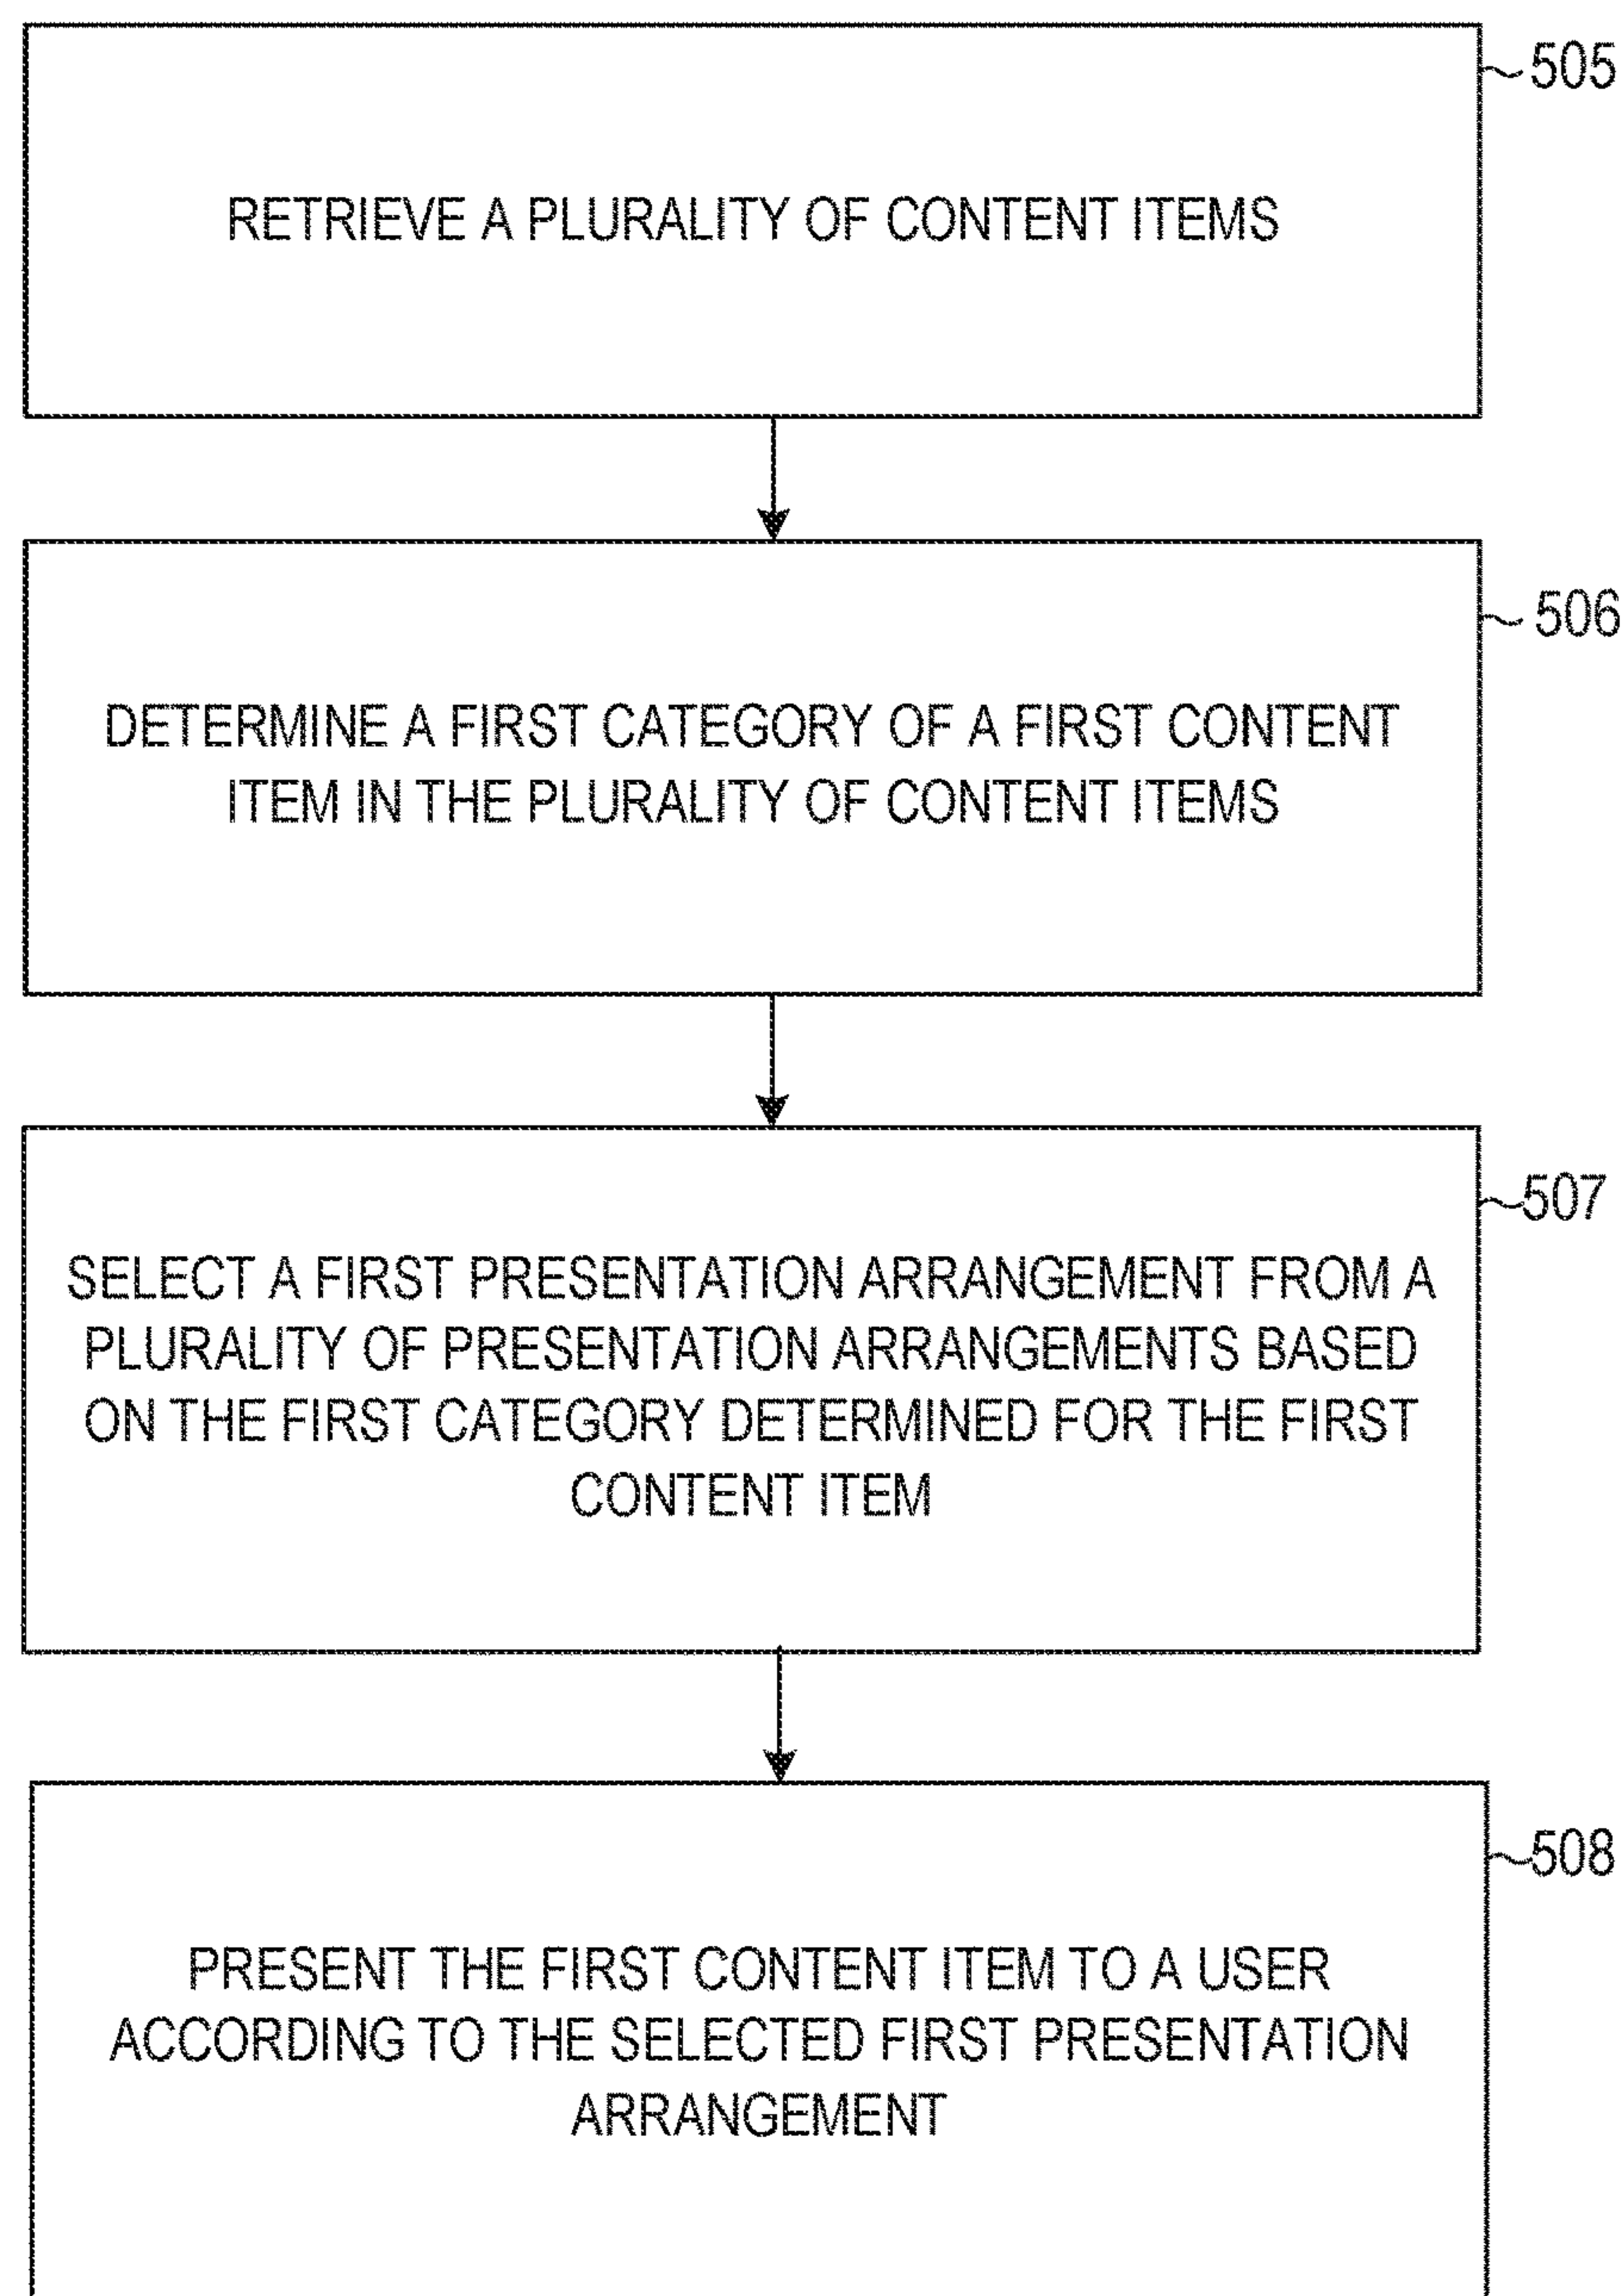 505
RETRIEVE A PLURALITY OF CONTENT ITEMS
506
DETERMINE A FIRST CATEGORY OF A FIRST CONTENT
ITEM IN THE PLURALITY OF CONTENT ITEMS
507
SELECT A FIRST PRESENTATION ARRANGEMENT FROM A
PLURALITY OF PRESENTATION ARRANGEMENTS BASED
ON THE FIRST CATEGORY DETERMINED FOR THE FIRST
CONTENT ITEM
508
PRESENT THE FIRST CONTENT ITEM TO A USER
ACCORDING TO THE SELECTED FIRST PRESENTATION
ARRANGEMENT